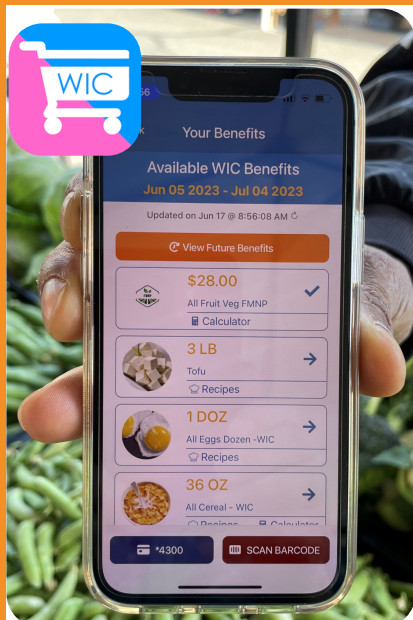 WIC
56
k
Your Benefits
Available WIC Benefits
Jun 05 2023 - Jul 04 2023
Updated on Jun 17 @ 8:56:08 AM
View Future Benefits
FMNP
$28.00
All Fruit Veg FMNP
Calculator
3 LB
Tofu
Recipes
1 DOZ
All Eggs Dozen -WIC
Recipes
36 OZ
All Cereal - WIC
Recipes Calculator
*4300 SCAN BARCODE